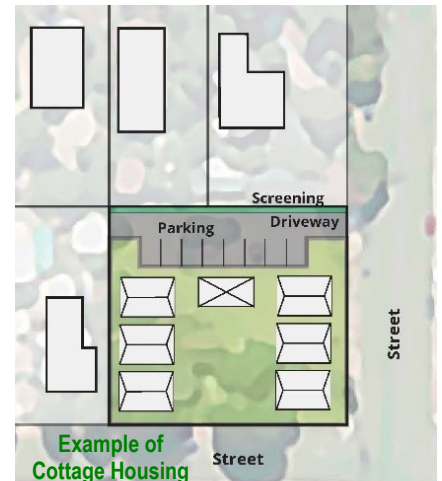 Screening
Parking
Driveway
Street
Example of
Cottage Housing
Street